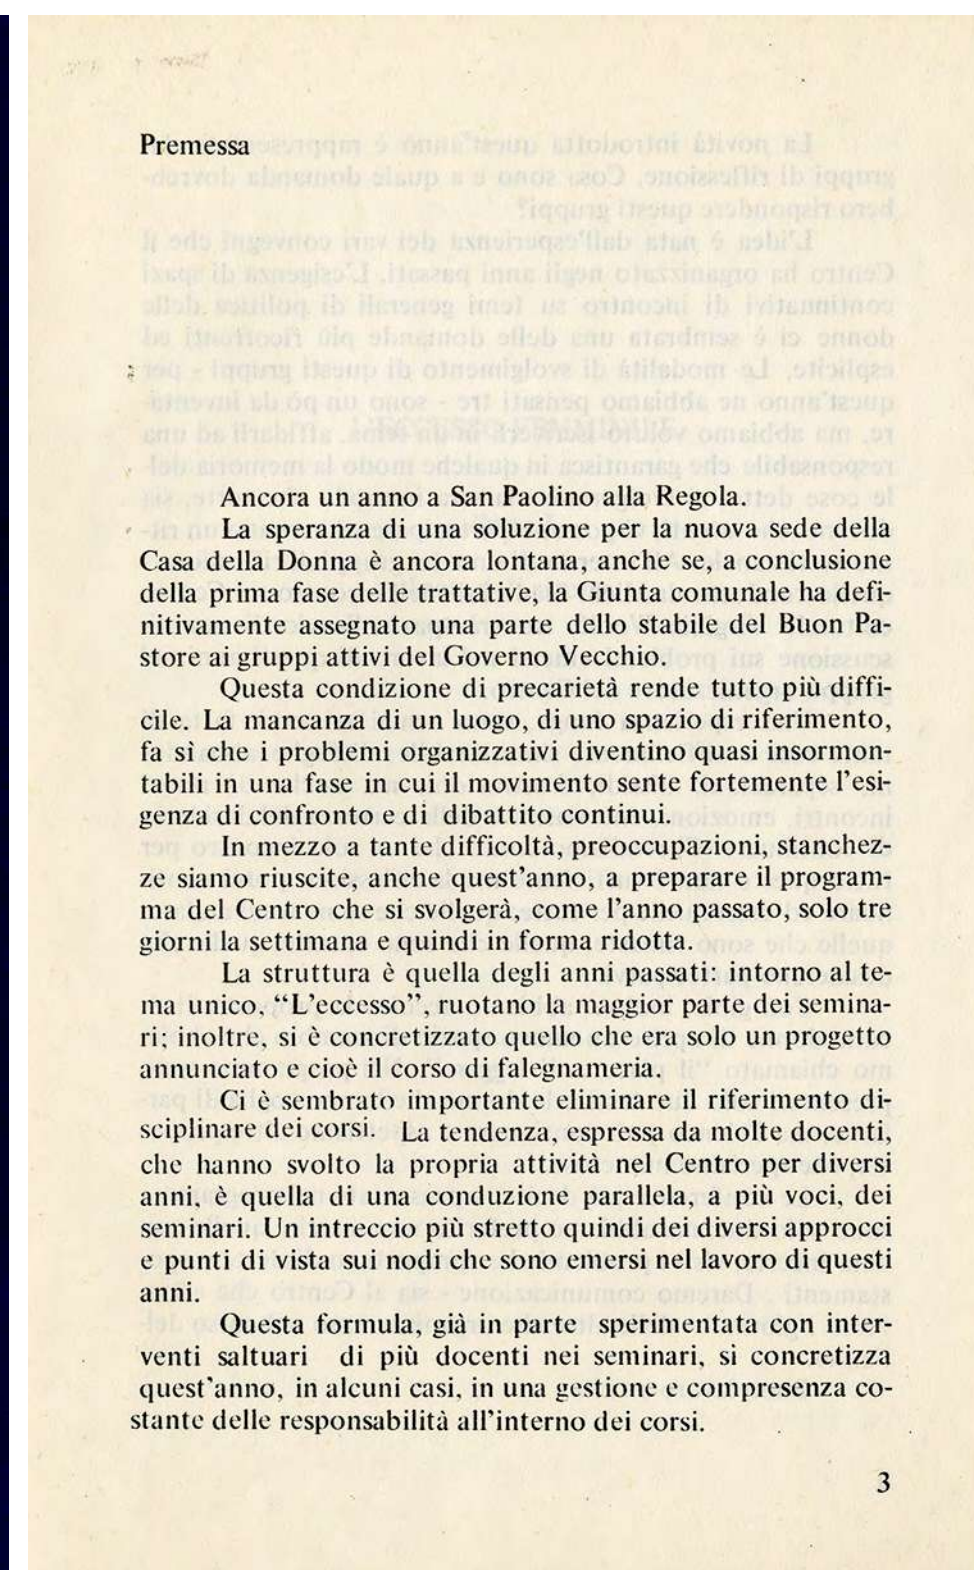 Premessa
Ancora un anno a San Paolino alla Regola.
La speranza di una soluzione per la nuova sede della
Casa della Donna è ancora lontana, anche se, a conclusione
della prima fase delle trattative, la Giunta comunale ha defi-
nitivamente assegnato una parte dello stabile del Buon Pa-
store ai gruppi attivi del Governo Vecchio.
Questa condizione di precarietà rende tutto più diffi-
cile. La mancanza di un luogo, di uno spazio di riferimento,
fa sì che i problemi organizzativi diventino quasi insormon-
tabili in una fase in cui il movimento sente fortemente l'esi-
genza di confronto e di dibattito continui.
In mezzo a tante difficoltà, preoccupazioni, stanchez-
ze siamo riuscite, anche quest'anno, a preparare il program-
ma del Centro che si svolgerà, come l'anno passato, solo tre
giorni la settimana e quindi in forma ridotta.
La struttura è quella degli anni passati: intorno al te-
ma unico, "L'eccesso", ruotano la maggior parte dei semina-
ri; inoltre, si è concretizzato quello che era solo un progetto
annunciato e cioè il corso di falegnameria.
Ci è sembrato importante eliminare il riferimento di-
sciplinare dei corsi. La tendenza, espressa da molte docenti,
che hanno svolto la propria attività nel Centro per diversi
anni, è quella di una conduzione parallela, a più voci, dei
seminari. Un intreccio più stretto quindi dei diversi approcci
e punti di vista sui nodi che sono emersi nel lavoro di questi
anni.
Questa formula, già in parte sperimentata con inter-
venti saltuari di più docenti nei seminari, si concretizza
quest'anno, in alcuni casi, in una gestione e compresenza co-
stante delle responsabilità all'interno dei corsi.
3